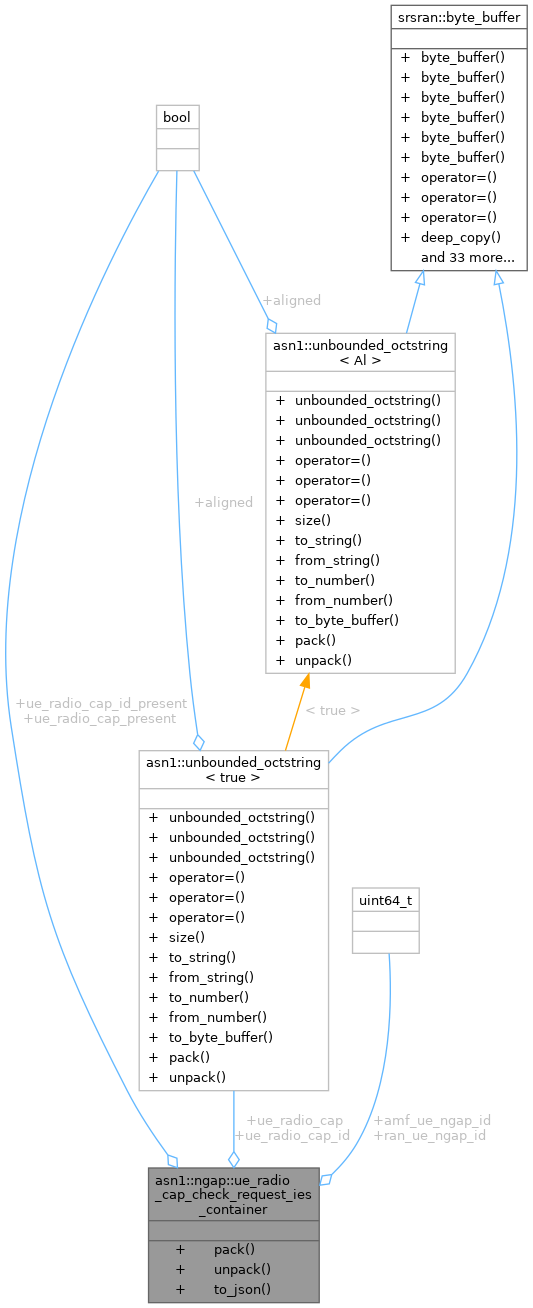 srsran::byte_buffer
+ byte_buffer()
+ byte_buffer()
+ byte_buffer()
+ byte_buffer()
+ byte_buffer()
+ byte_buffer()
+ operator=()
+ operator=()
+ operator=()
+ deep_copy()
and 33 more...
bool
+aligned
asn1::unbounded_octstring
< Al >
+ unbounded_octstring()
+ unbounded_octstring()
+ unbounded_octstring()
+ operator=()
+ operator=()
+ operator=()
+ size()
+ to_string()
+ from_string()
+ to_number()
+ from_number()
+ to_byte_buffer()
+ pack()
+ unpack()
+aligned
+ue_radio_cap_id_present
+ue_radio_cap_present
< true >
asn1::unbounded_octstring
< true >
+ unbounded_octstring()
+ unbounded_octstring()
+ unbounded_octstring()
+ operator=()
+ operator=()
+ operator=()
+ size()
+ to_string()
+ from_string()
+ to_number()
+ from_number()
+ to_byte_buffer()
+ pack()
+ unpack()
uint64_t
+ue_radio_cap
+ue_radio_cap_id
+amf_ue_ngap_id
+ran_ue_ngap_id
asn1::ngap::ue_radio
_cap_check_request_ies
_container
+ pack()
+ unpack()
+ to_json()